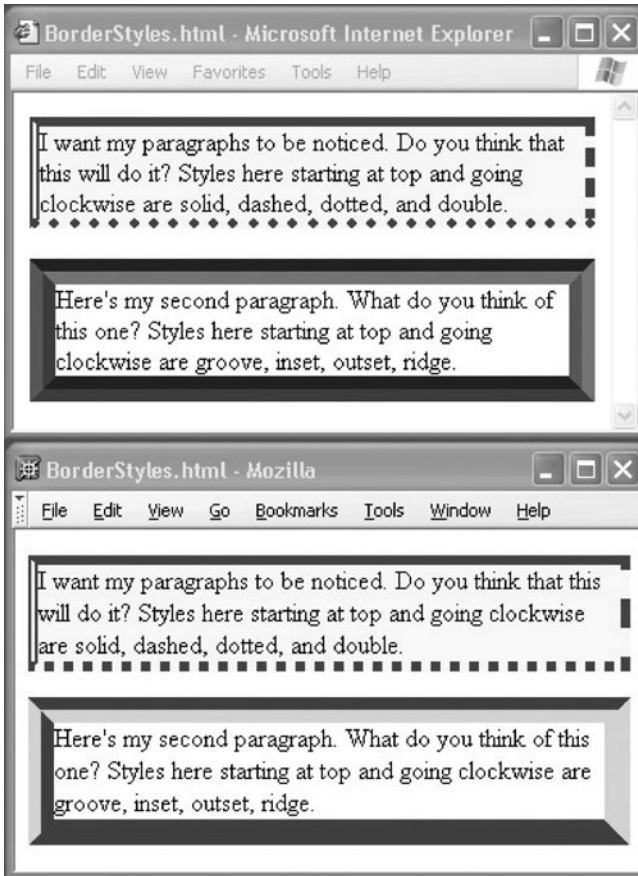 BorderStyles.html - Microsoft Internet Explorer
File Edit View Favorites Tools Help
I want my paragraphs to be noticed. Do you think that
this will do it? Styles here starting at top and going
clockwise are solid, dashed, dotted, and double.
Here's my second paragraph. What do you think of
this one? Styles here starting at top and going
clockwise are groove, inset, outset, ridge.
BorderStyles.html - Mozilla
File Edit View Go Bookmarks Tools Window Help
I want my paragraphs to be noticed. Do you think that this
will do it? Styles here starting at top and going clockwise
are solid, dashed, dotted, and double.
Here's my second paragraph. What do you think of this
one? Styles here starting at top and going clockwise are
groove, inset, outset, ridge.